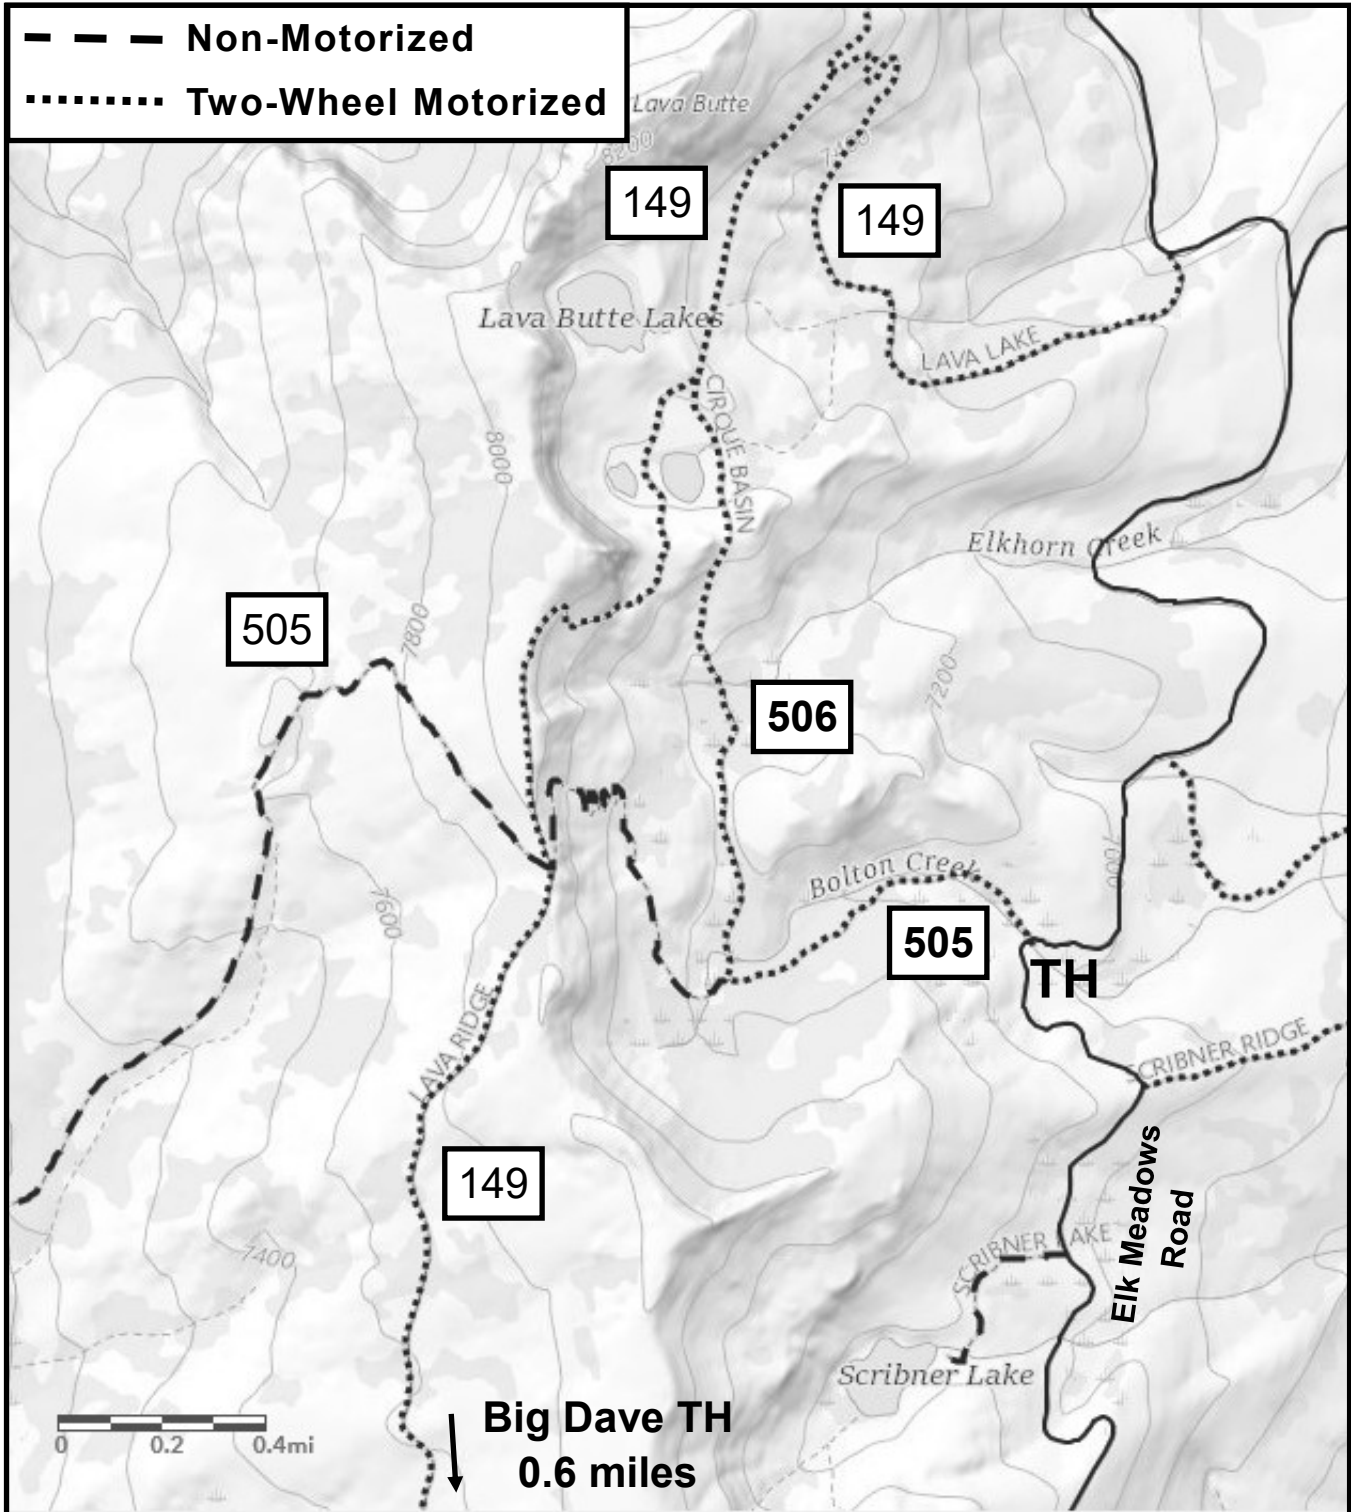 Non-Motorized
Two-Wheel Motorized
Lava Butte
8200
7400
149
149
Lava Butte Lakes
LAVA LAKE
CIRQUE BASIN
8000
Elkhorn Creek
505
7800
7200
506
7000
Bolton Creek
7600
505
TH
LAVA RIDGE
SCRIBNER RIDGE
149
Elk Meadows
Road
SCRIBNER LAKE
7400
Scribner Lake
Big Dave TH
0.6 miles
0 0.2 0.4mi